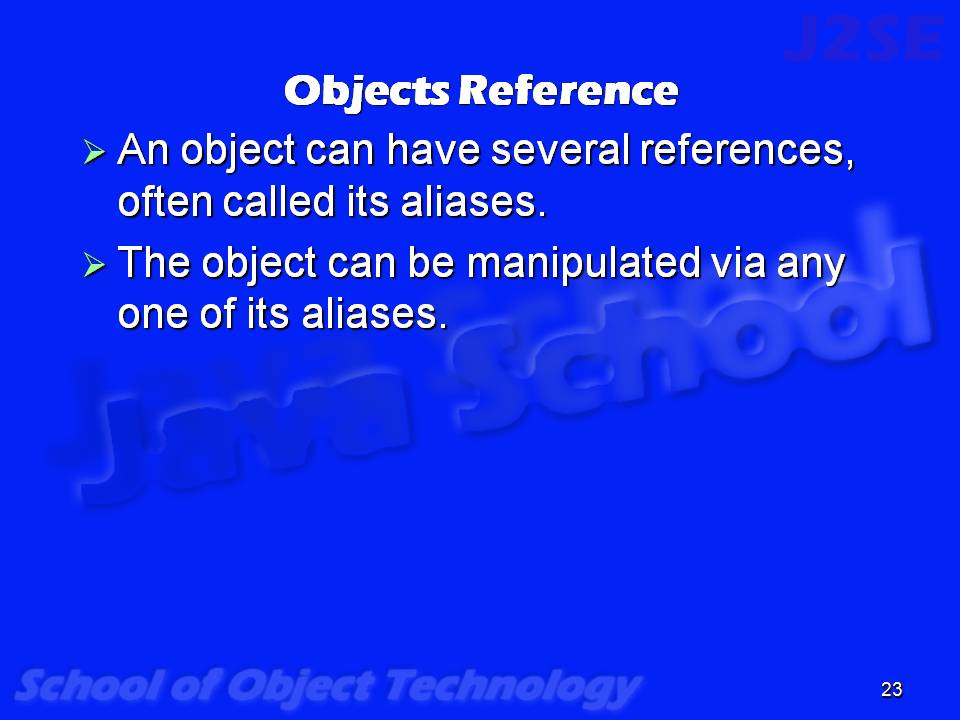 J2SE
Objects Reference
An object can have several references,
often called its aliases.
The object can be manipulated via any
one of its aliases.
Java School
School of Object Technology
23